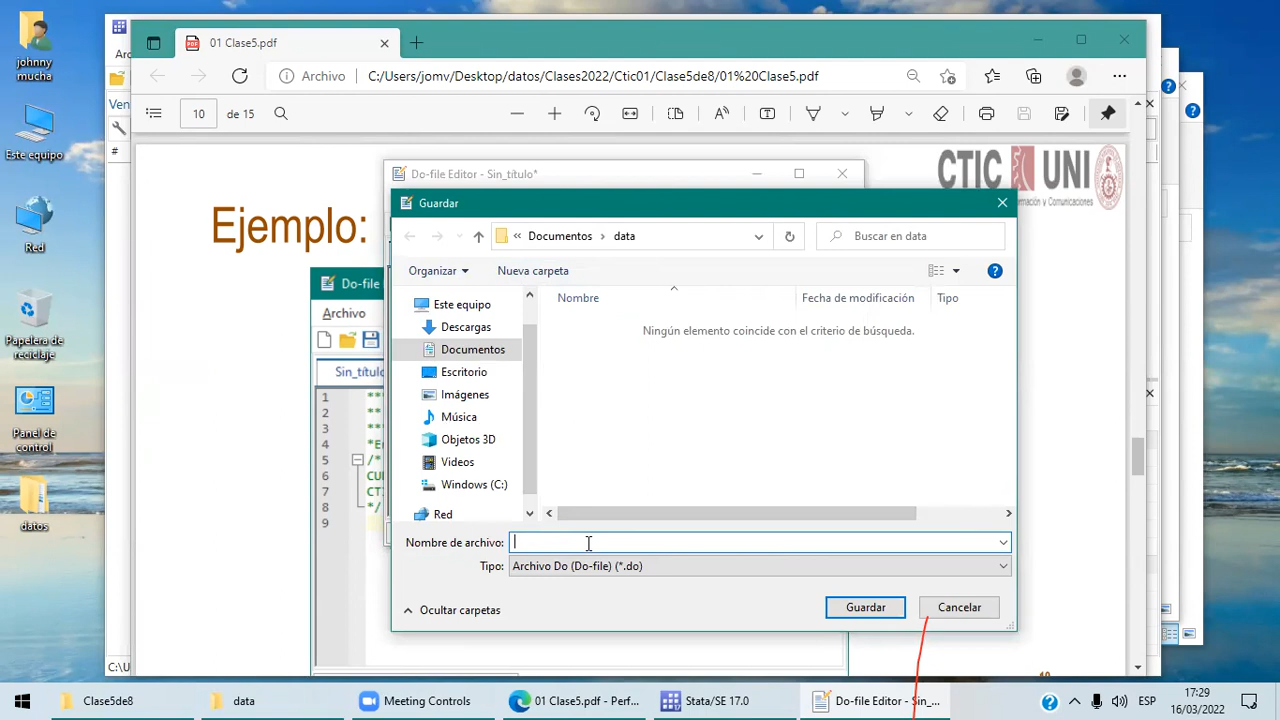 johnny
mucha
Este equipo
Red
Papelera de
reciclaje
Panel de
control
datos
01 Clase5.pdf
Archivo
C:/Users/jomv/Desktop/datos/Clases2022/Ctic01/Clase5de8/01%20Clase5.pdf
10 de 15
Ven
#
CTIC UNI
Ejemplo:
Do-file Editor - Sin_título*
Guardar
« Documentos › data
Buscar en data
Organizar
Nueva carpeta
Este equipo
Descargas
Documentos
Escritorio
Imágenes
Música
Objetos 3D
Videos
Windows (C:)
Red
Nombre
Fecha de modificación
Tipo
Ningún elemento coincide con el criterio de búsqueda.
Nombre de archivo:
Tipo:
Archivo Do (Do-file) (*.do)
Ocultar carpetas
Guardar
Cancelar
Do-file
Archivo
Sin_título
1 **
2 **
3 **
4
5 /*
6
7
8 */
9
C:\U
Clase5de8
data
Meeting Controls
01 Clase5.pdf - Perf...
Stata/SE 17.0
Do-file Editor - Sin_...
ESP
17:29
16/03/2022